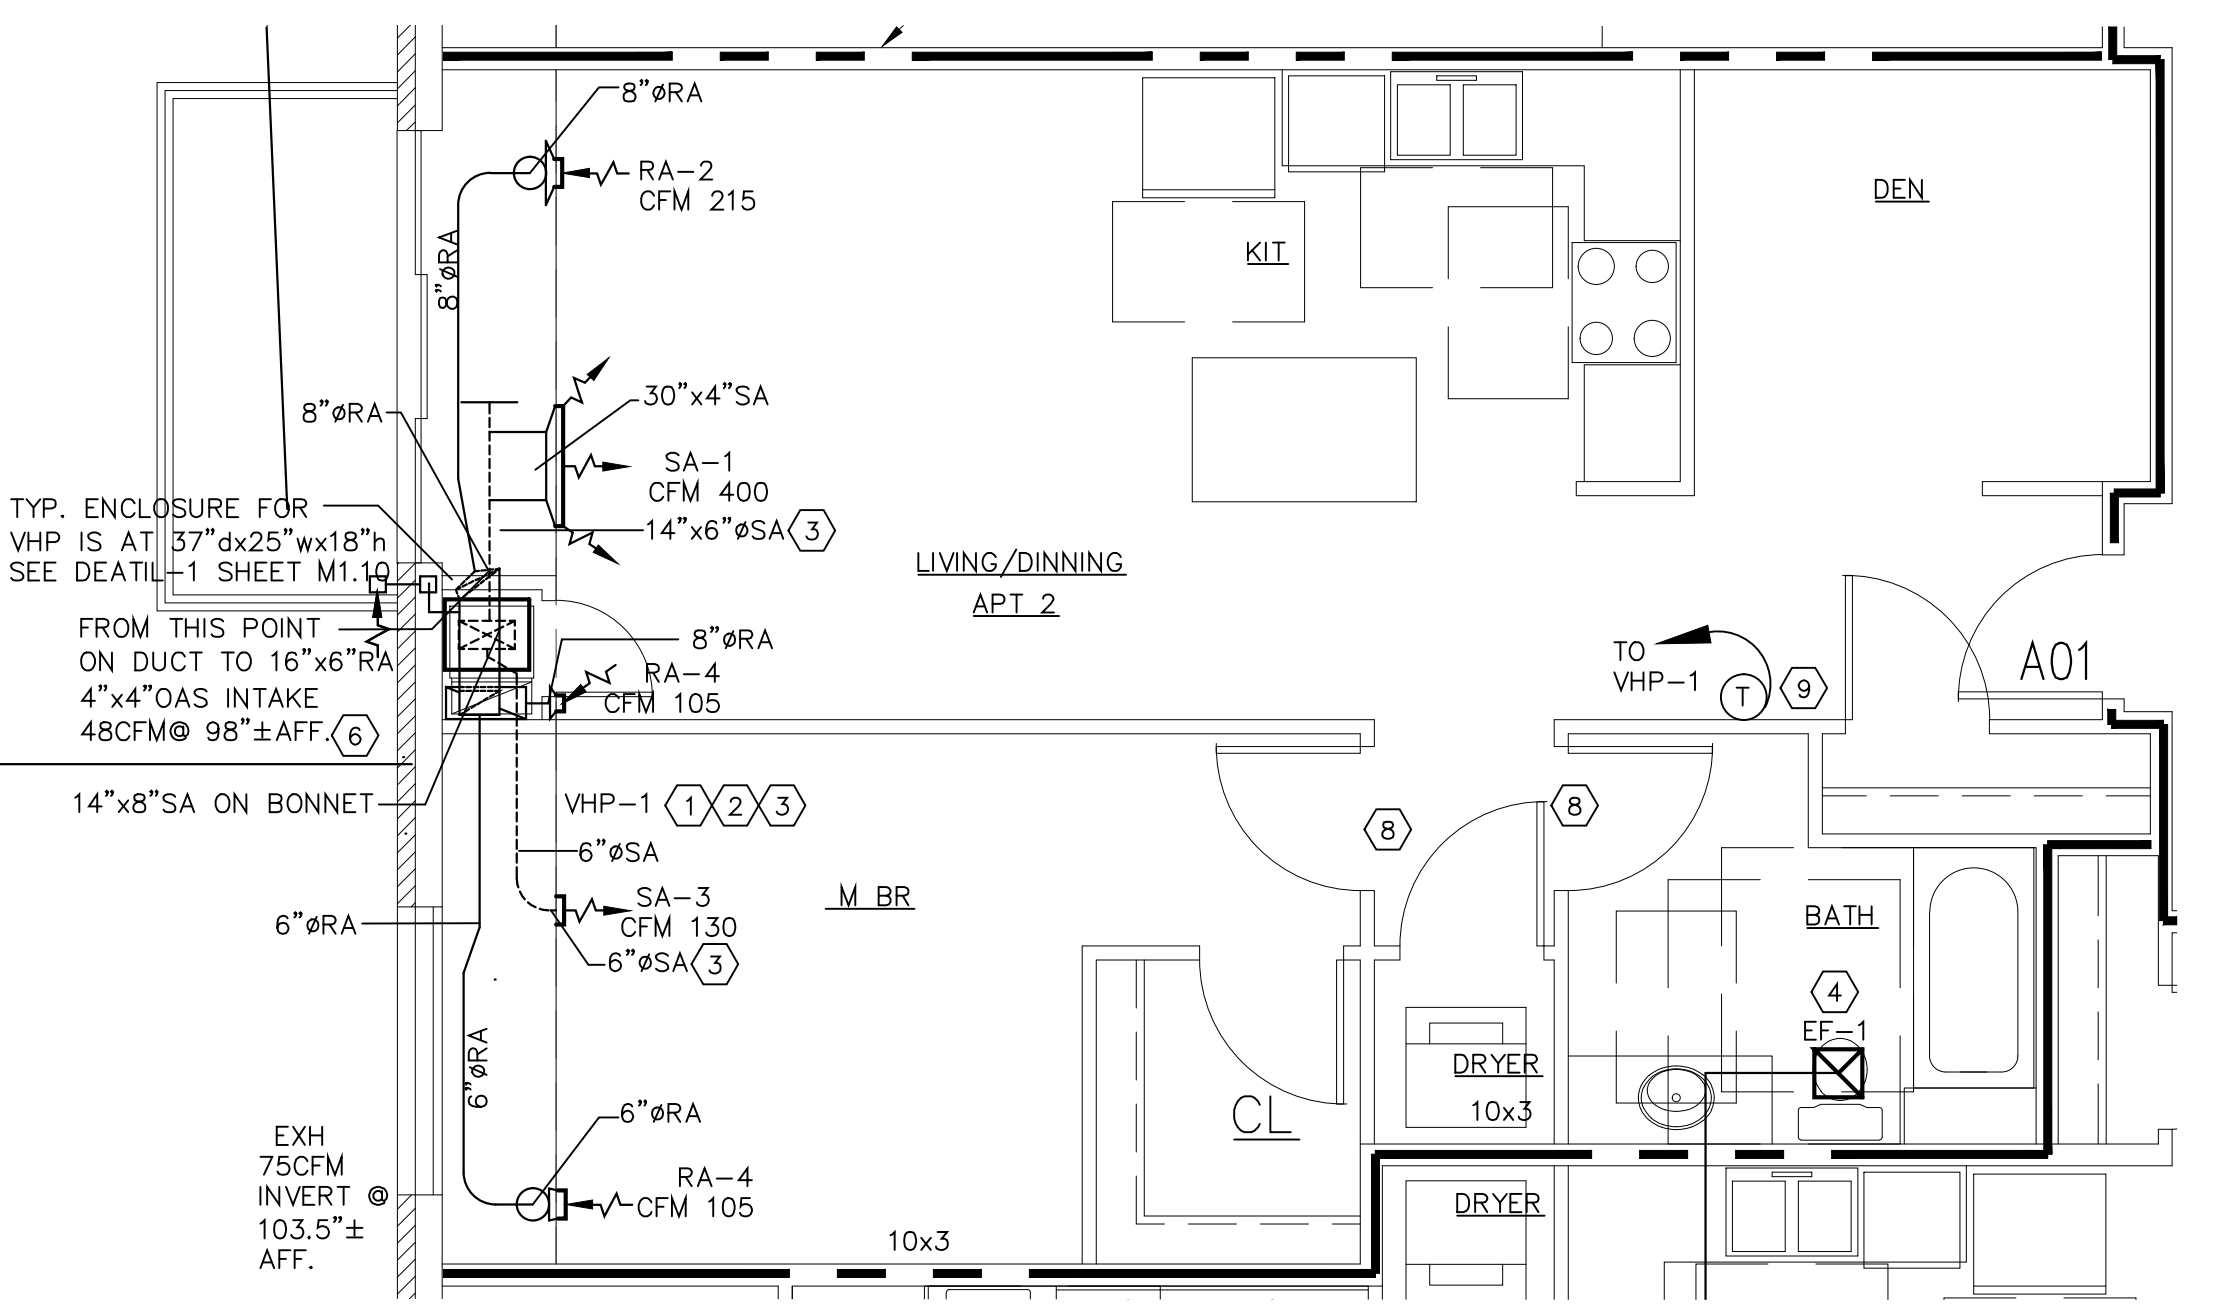 8"øRA
RA-2
CFM 215
8"øRA
DEN
KIT
8"øRA
30"x4"SA
SA-1
CFM 400
14"x6"øSA 3
TYP. ENCLOSURE FOR
VHP IS AT 37"dx25"wx18"h
SEE DEATIL-1 SHEET M1.10
LIVING/DINNING
APT 2
FROM THIS POINT
ON DUCT TO 16"x6"RA
4"x4"OAS INTAKE
48CFM@ 98"±AFF. 6
8"øRA
RA-4
CFM 105
TO
VHP-1
T
9
A01
14"x8"SA ON BONNET
VHP-1 1 2 3
8
8
6"øSA
SA-3
CFM 130
6"øSA 3
M BR
6"øRA
BATH
4
EF-1
6"øRA
DRYER
10x3
CL
6"øRA
EXH
75CFM
INVERT @
103.5"±
AFF.
RA-4
CFM 105
DRYER
10x3